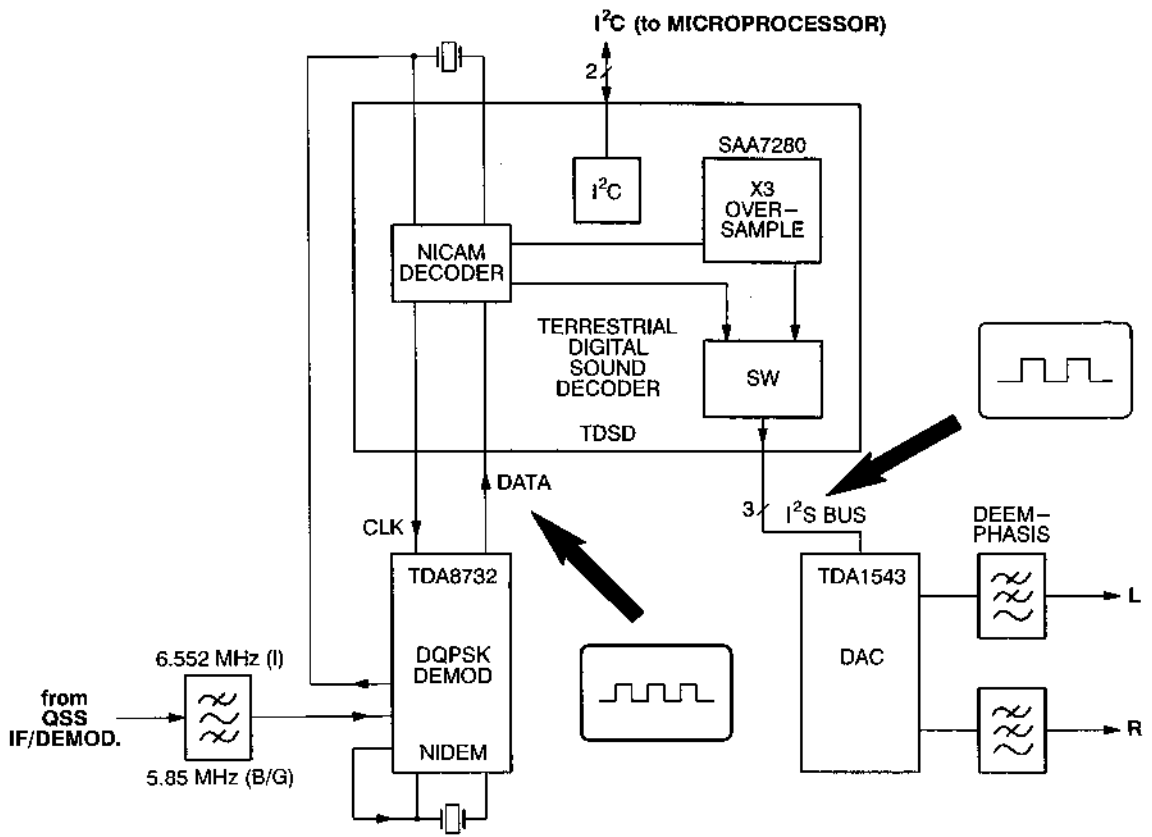 I²C (to MICROPROCESSOR)
2
SAA7280
X3
OVER–
SAMPLE
I²C
NICAM
DECODER
TERRESTRIAL
DIGITAL
SOUND
DECODER
SW
TDSD
DATA
CLK
3
I²S BUS
DEEM–
PHASIS
TDA8732
DQPSK
DEMOD
NIDEM
TDA1543
DAC
L
R
6.552 MHz (I)
from
QSS
IF/DEMOD.
5.85 MHz (B/G)